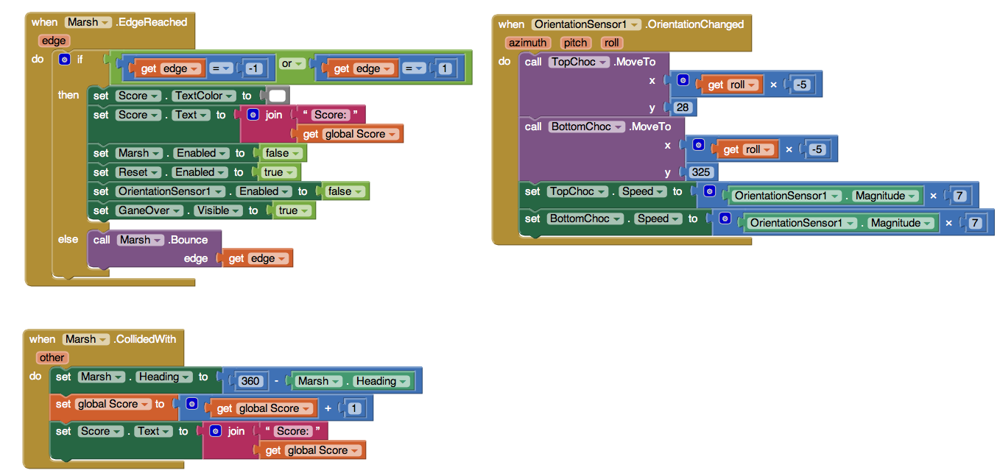 when Marsh .EdgeReached
edge
do if get edge = -1 or get edge = 1
then set Score . TextColor to
set Score . Text to join " Score: "
get global Score
set Marsh . Enabled to false
set Reset . Enabled to true
set OrientationSensor1 . Enabled to false
set GaneOver . Visible to true
else call Marsh .Bounce
edge get edge
when OrientationSensor1 .OrientationChanged
azimuth pitch roll
do call TopChoc .MoveTo
x get roll × -5
y 28
call BottomChoc .MoveTo
x get roll × -5
y 325
set TopChoc . Speed to OrientationSensor1 . Magnitude × 7
set BottomChoc . Speed to OrientationSensor1 . Magnitude × 7
when Marsh .CollidedWith
other
do set Marsh . Heading to 360 - Marsh . Heading
set global Score to get global Score + 1
set Score . Text to join " Score: "
get global Score